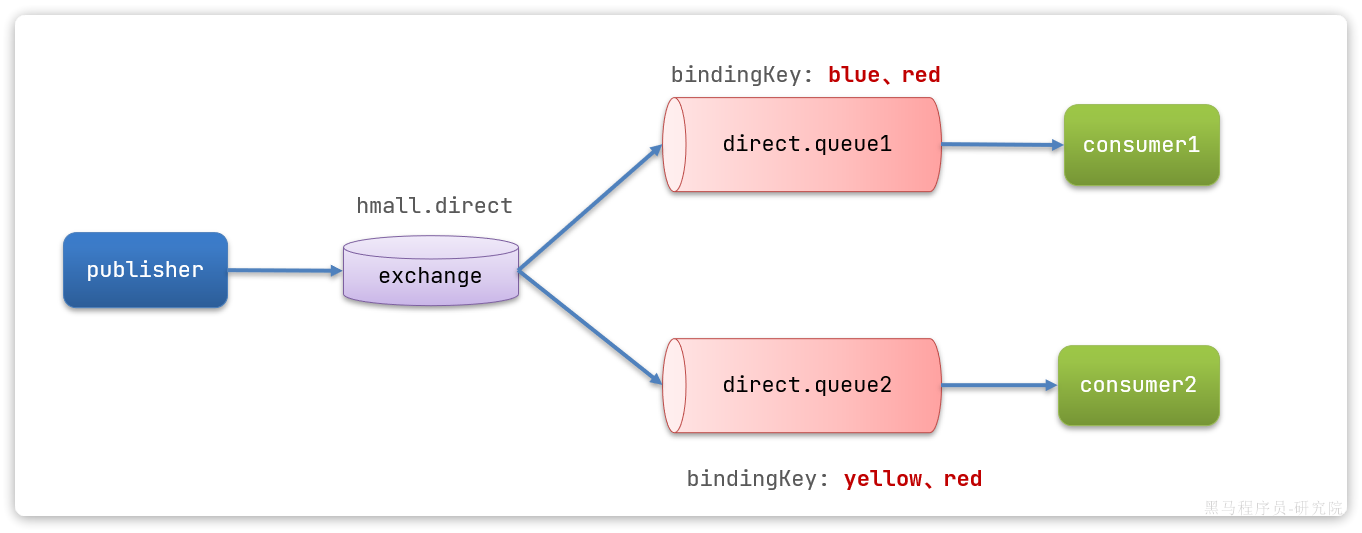 bindingKey: blue、red
direct.queue1
consumer1
hmall.direct
publisher
exchange
direct.queue2
consumer2
bindingKey: yellow、red
黑马程序员-研究院